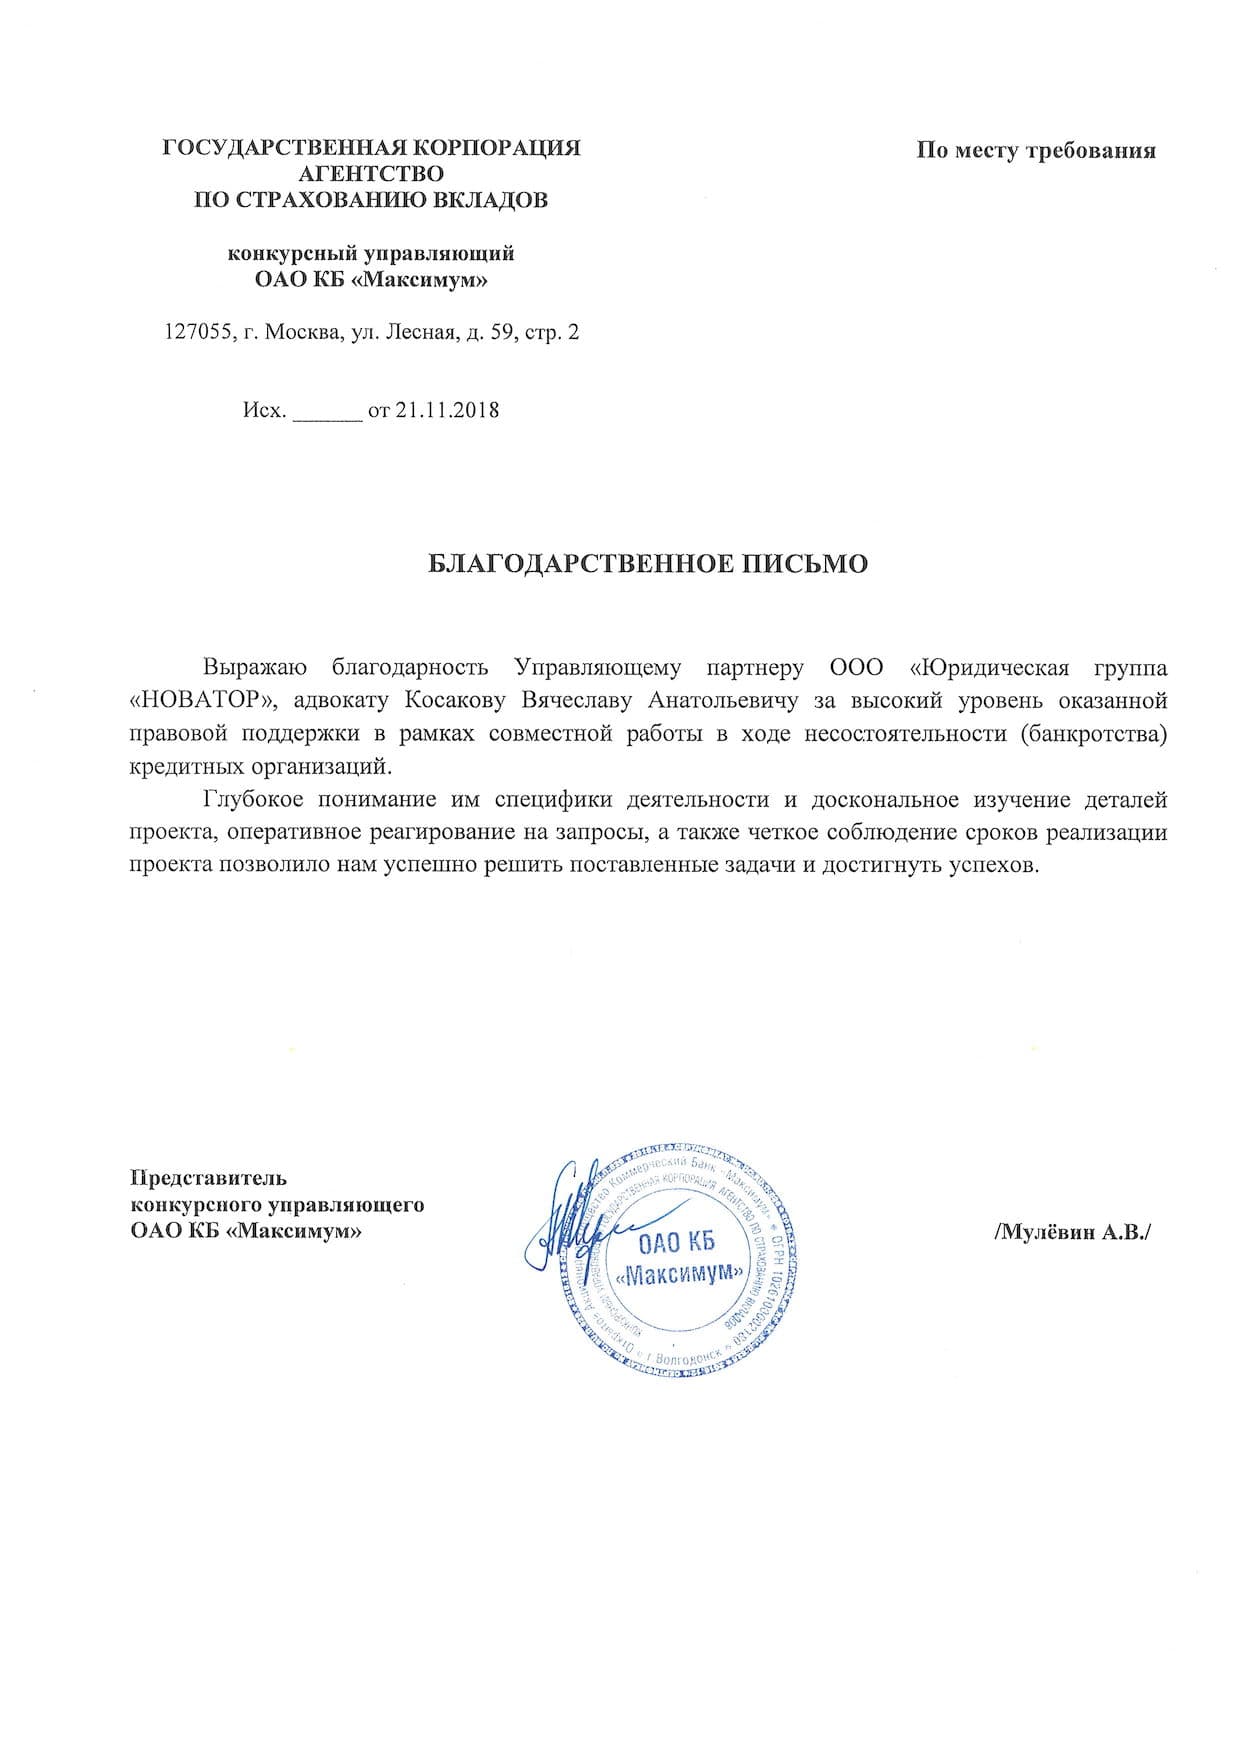 ГОСУДАРСТВЕННАЯ КОРПОРАЦИЯ
АГЕНТСТВО
ПО СТРАХОВАНИЮ ВКЛАДОВ
конкурсный управляющий
ОАО КБ «Максимум»
127055, г. Москва, ул. Лесная, д. 59, стр. 2
Исх. ______ от 21.11.2018
По месту требования
БЛАГОДАРСТВЕННОЕ ПИСЬМО
Выражаю благодарность Управляющему партнеру ООО «Юридическая группа
«НОВАТОР», адвокату Косакову Вячеславу Анатольевичу за высокий уровень оказанной
правовой поддержки в рамках совместной работы в ходе несостоятельности (банкротства)
кредитных организаций.
Глубокое понимание им специфики деятельности и доскональное изучение деталей
проекта, оперативное реагирование на запросы, а также четкое соблюдение сроков реализации
проекта позволило нам успешно решить поставленные задачи и достигнуть успехов.
Представитель
конкурсного управляющего
ОАО КБ «Максимум»
ОАО КБ
«Максимум»
Коммерческий Банк «Максимум»
ГОСУДАРСТВЕННАЯ КОРПОРАЦИЯ АГЕНТСТВО ПО СТРАХОВАНИЮ ВКЛАДОВ
г Волгодонск
/Мулёвин А.В./